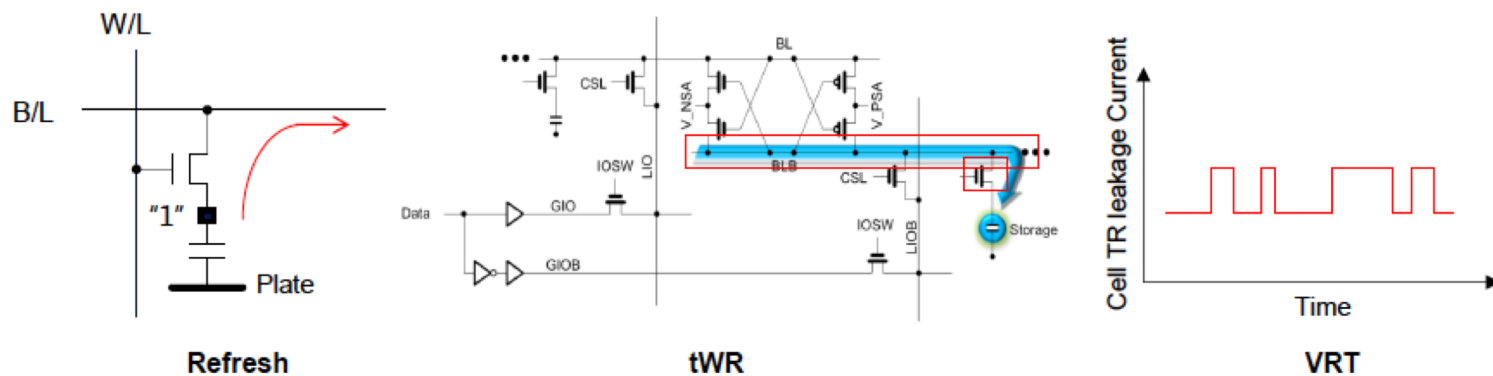 W/L
B/L
"1"
Plate
Refresh
BL
CSL
V_NSA
V_PSA
LIO
BLB
IOSW
CSL
Data
GIO
IOSW
LIOB
Storage
GIOB
tWR
Cell TR leakage Current
Time
VRT